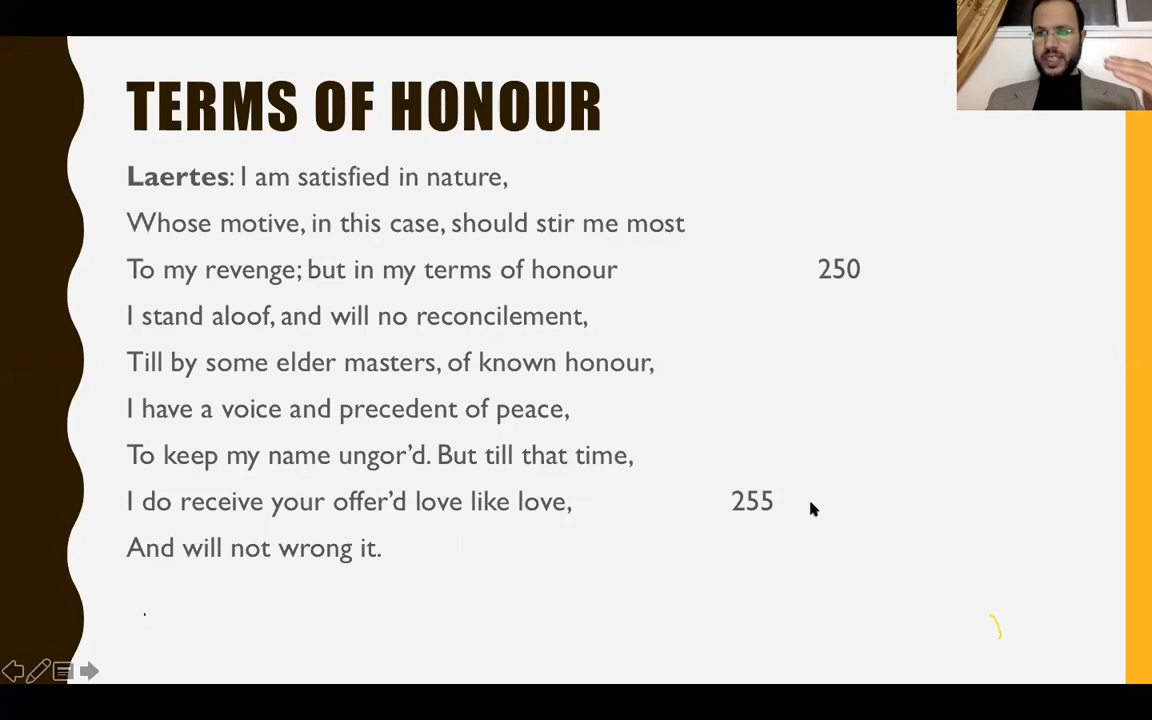 TERMS OF HONOUR
Laertes: I am satisfied in nature,
Whose motive, in this case, should stir me most
To my revenge; but in my terms of honour 250
I stand aloof, and will no reconcilement,
Till by some elder masters, of known honour,
I have a voice and precedent of peace,
To keep my name ungor’d. But till that time,
I do receive your offer’d love like love, 255
And will not wrong it.